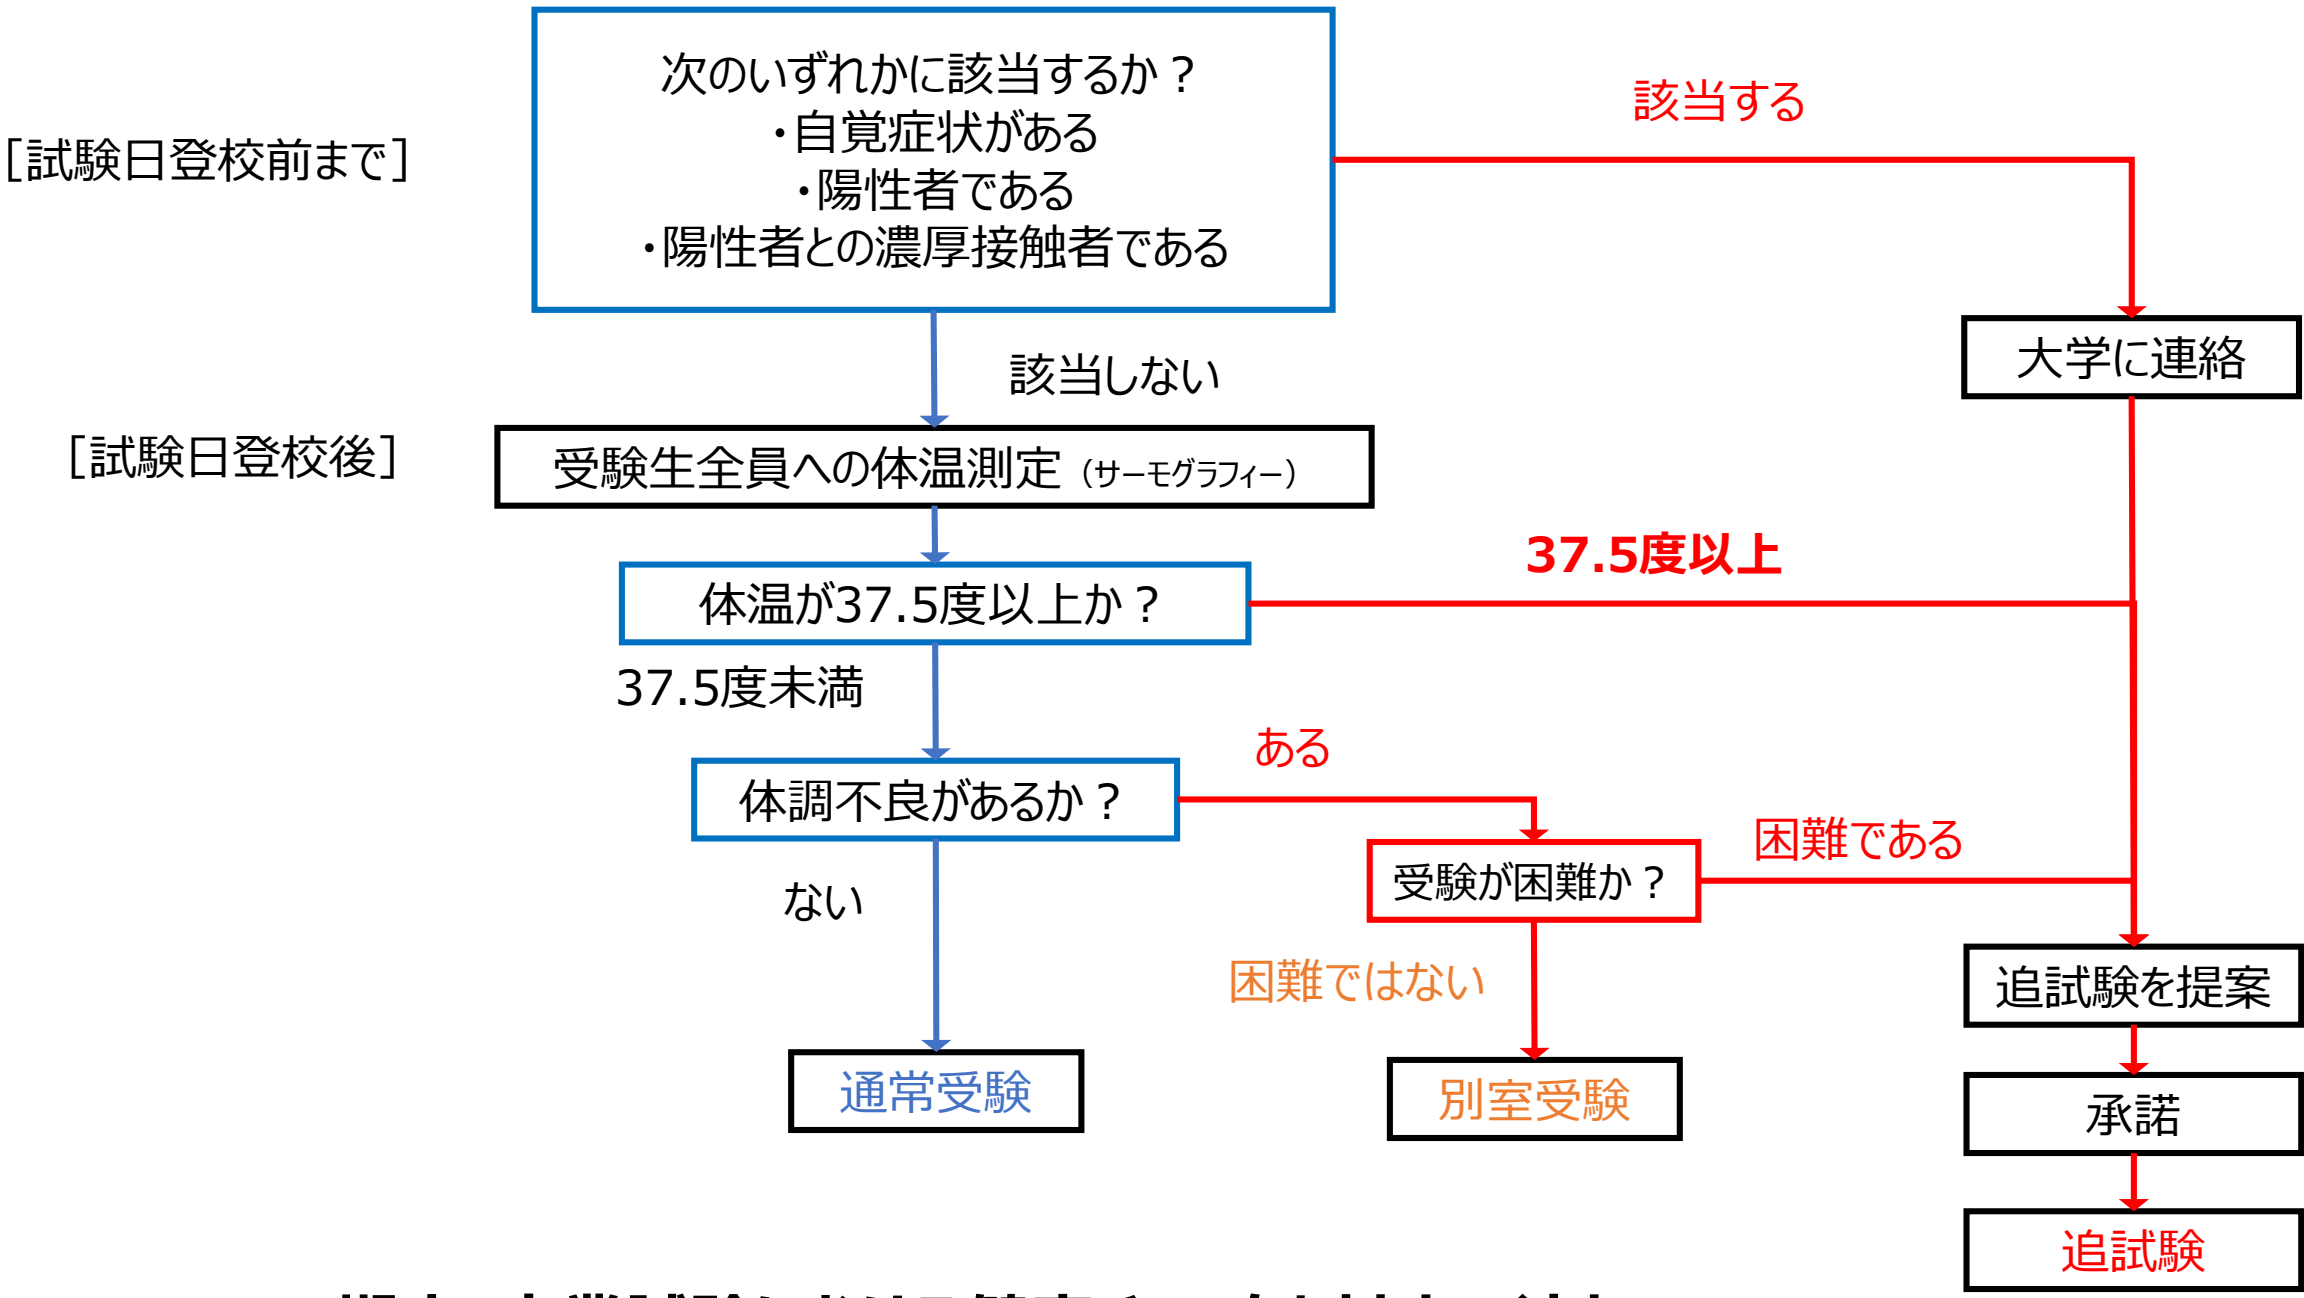 次のいずれかに該当するか？
・自覚症状がある
・陽性者である
・陽性者との濃厚接触者である
［試験日登校前まで］
該当する
大学に連絡
該当しない
［試験日登校後］
受験生全員への体温測定（サーモグラフィー）
37.5度以上
体温が37.5度以上か？
37.5度未満
ある
体調不良があるか？
困難である
受験が困難か？
ない
困難ではない
追試験を提案
通常受験
別室受験
承諾
追試験